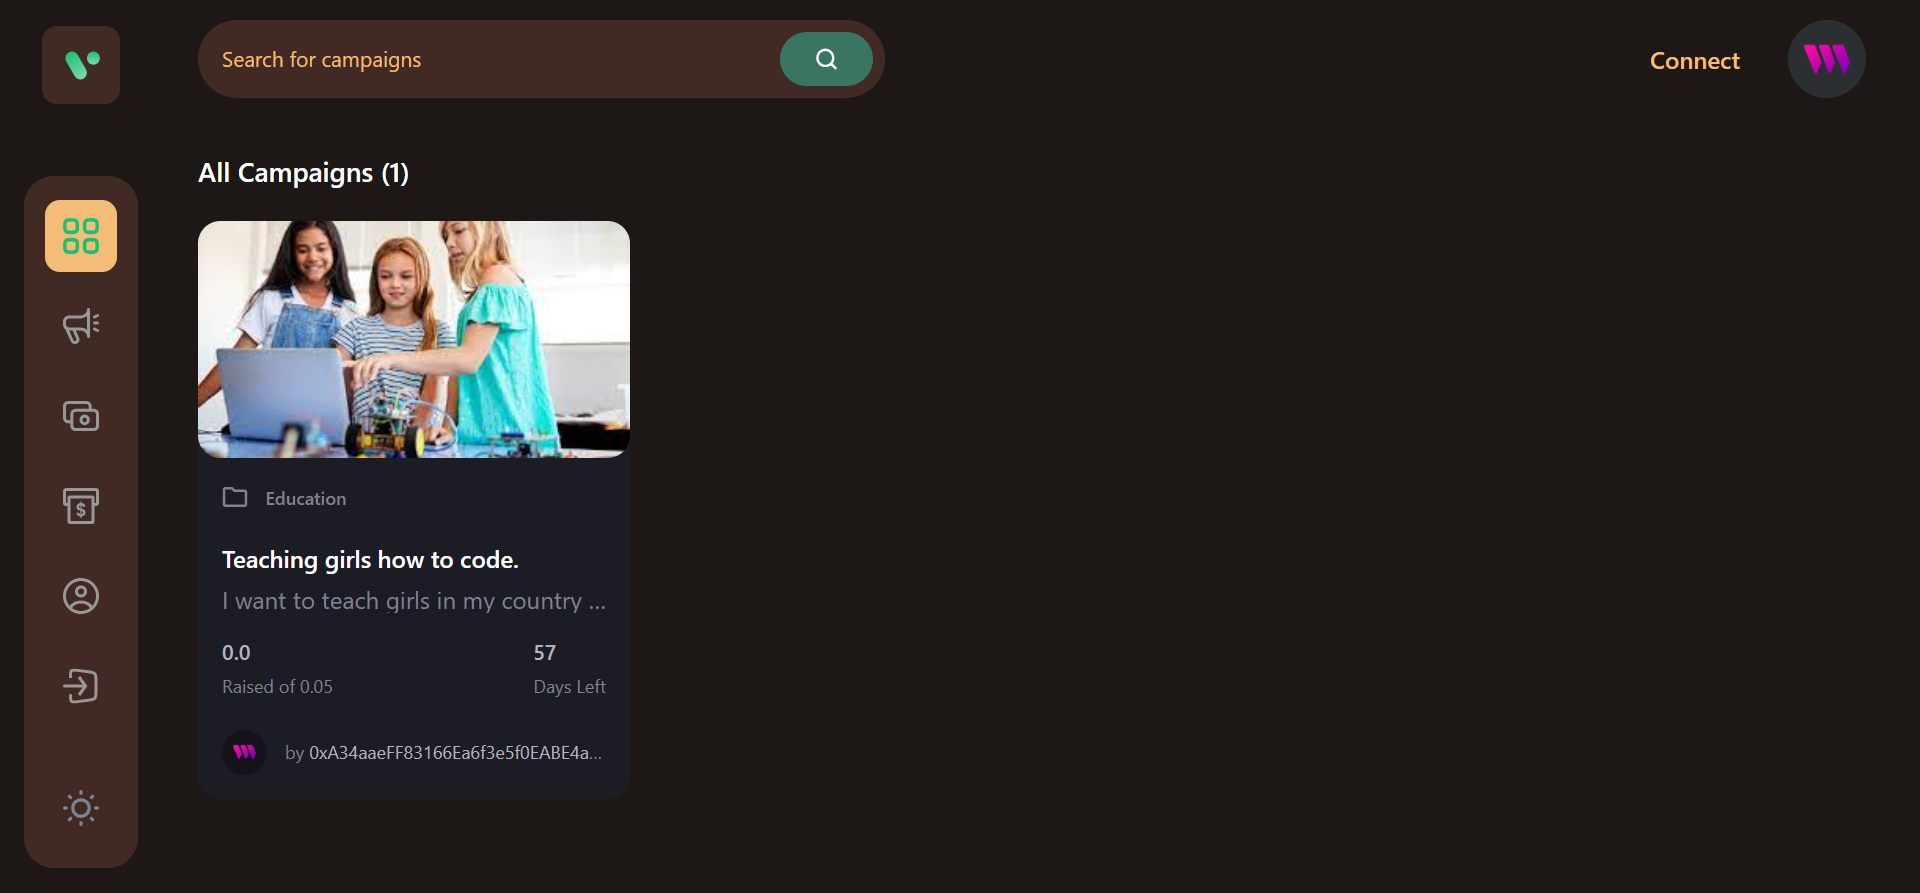 Search for campaigns
Connect
All Campaigns (1)
Education
Teaching girls how to code.
I want to teach girls in my country ...
0.0
57
Raised of 0.05
Days Left
by 0xA34aaeFF83166Ea6f3e5f0EABE4a...
$